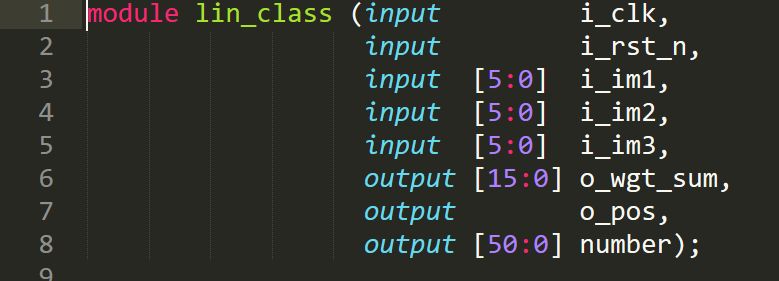 1 module lin_class (input         i_clk,
2                   input         i_rst_n,
3                   input  [5:0]  i_im1,
4                   input  [5:0]  i_im2,
5                   input  [5:0]  i_im3,
6                   output [15:0] o_wgt_sum,
7                   output        o_pos,
8                   output [50:0] number);
9